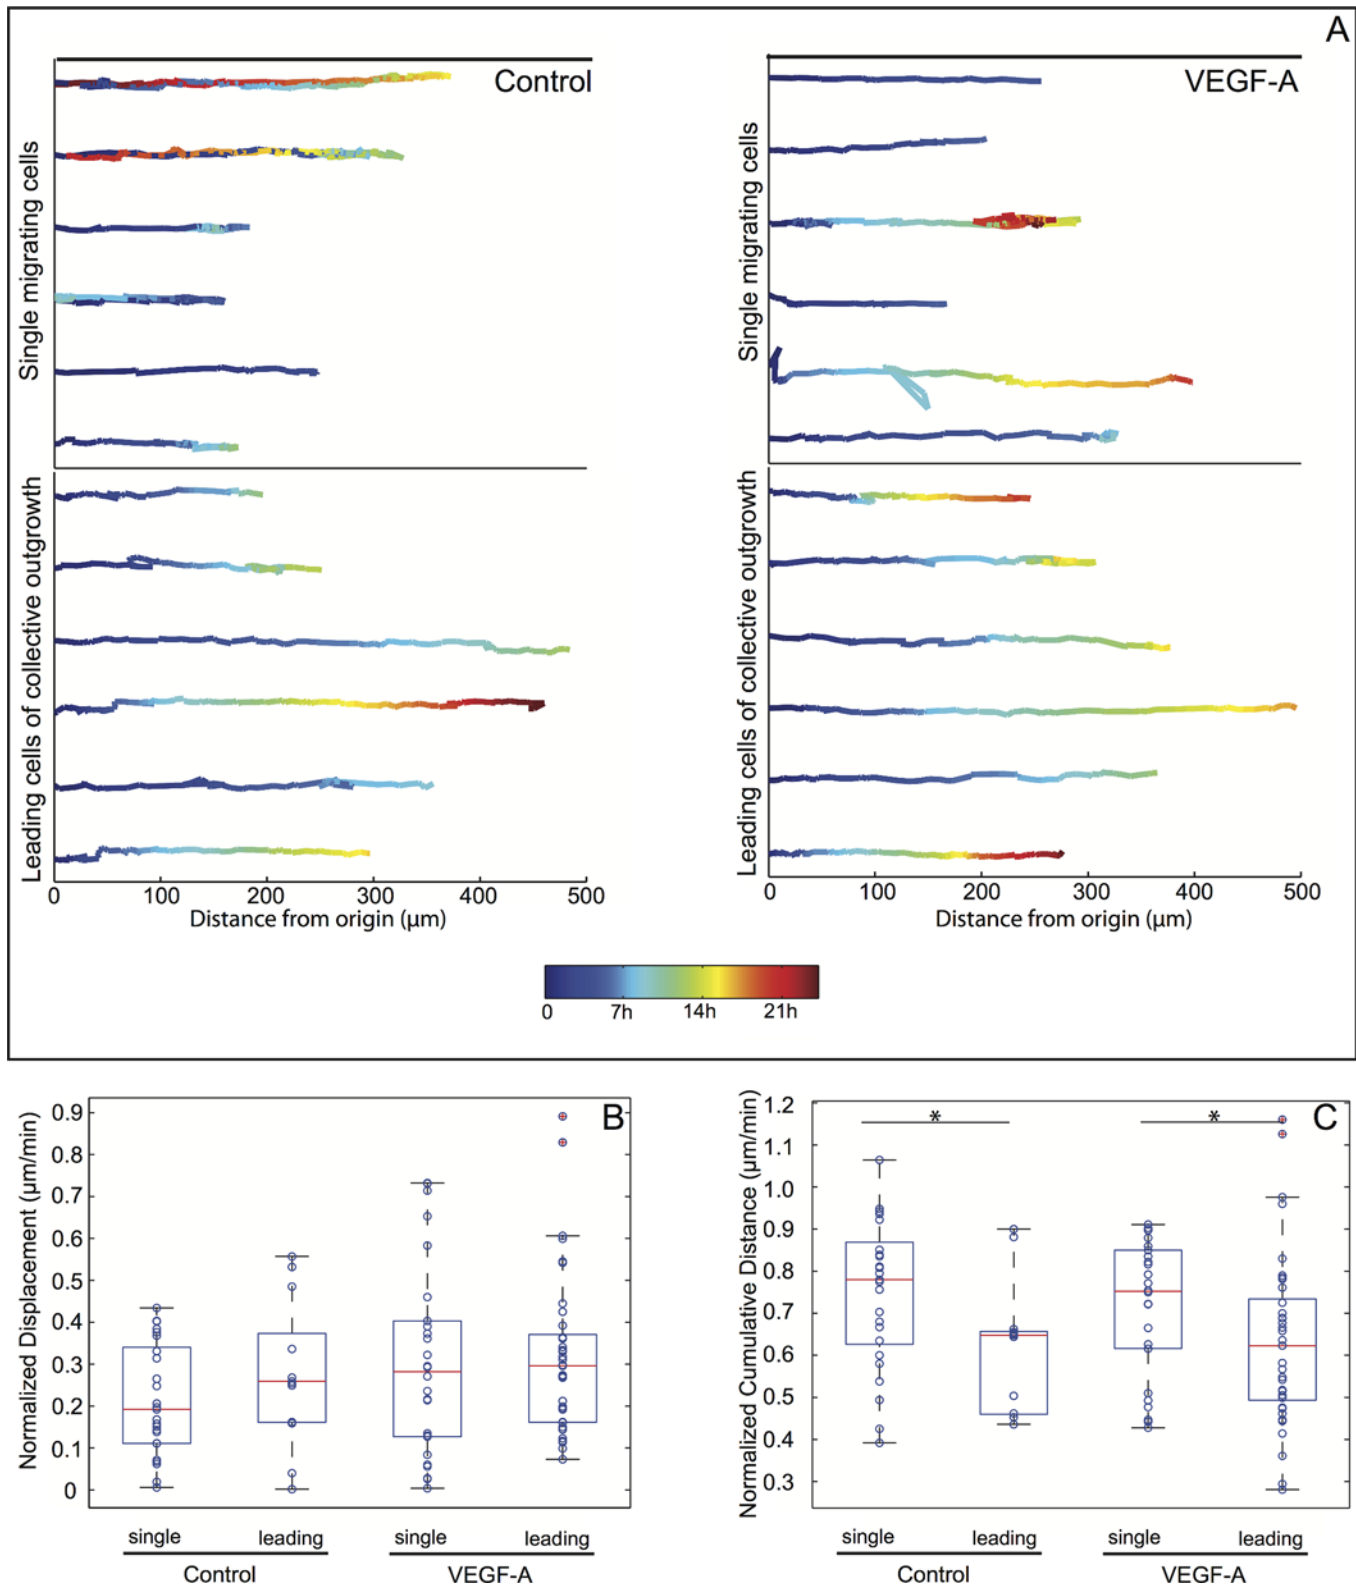 A
Control
VEGF-A
Single migrating cells
Single migrating cells
Leading cells of collective outgrowth
Leading cells of collective outgrowth
0 100 200 300 400 500
0 100 200 300 400 500
Distance from origin (µm)
Distance from origin (µm)
0 7h 14h 21h
B
Normalized Displacement (µm/min)
0.9
0.8
0.7
0.6
0.5
0.4
0.3
0.2
0.1
0
single leading single leading
Control VEGF-A
C
Normalized Cumulative Distance (µm/min)
1.2
1.1
1.0
0.9
0.8
0.7
0.6
0.5
0.4
0.3
* *
single leading single leading
Control VEGF-A